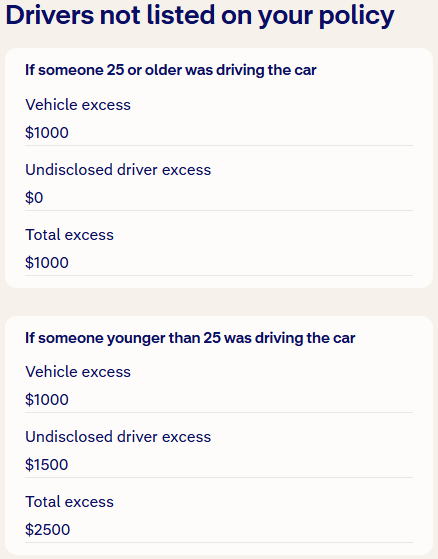 Drivers not listed on your policy
If someone 25 or older was driving the car
Vehicle excess
$1000
Undisclosed driver excess
$0
Total excess
$1000
If someone younger than 25 was driving the car
Vehicle excess
$1000
Undisclosed driver excess
$1500
Total excess
$2500